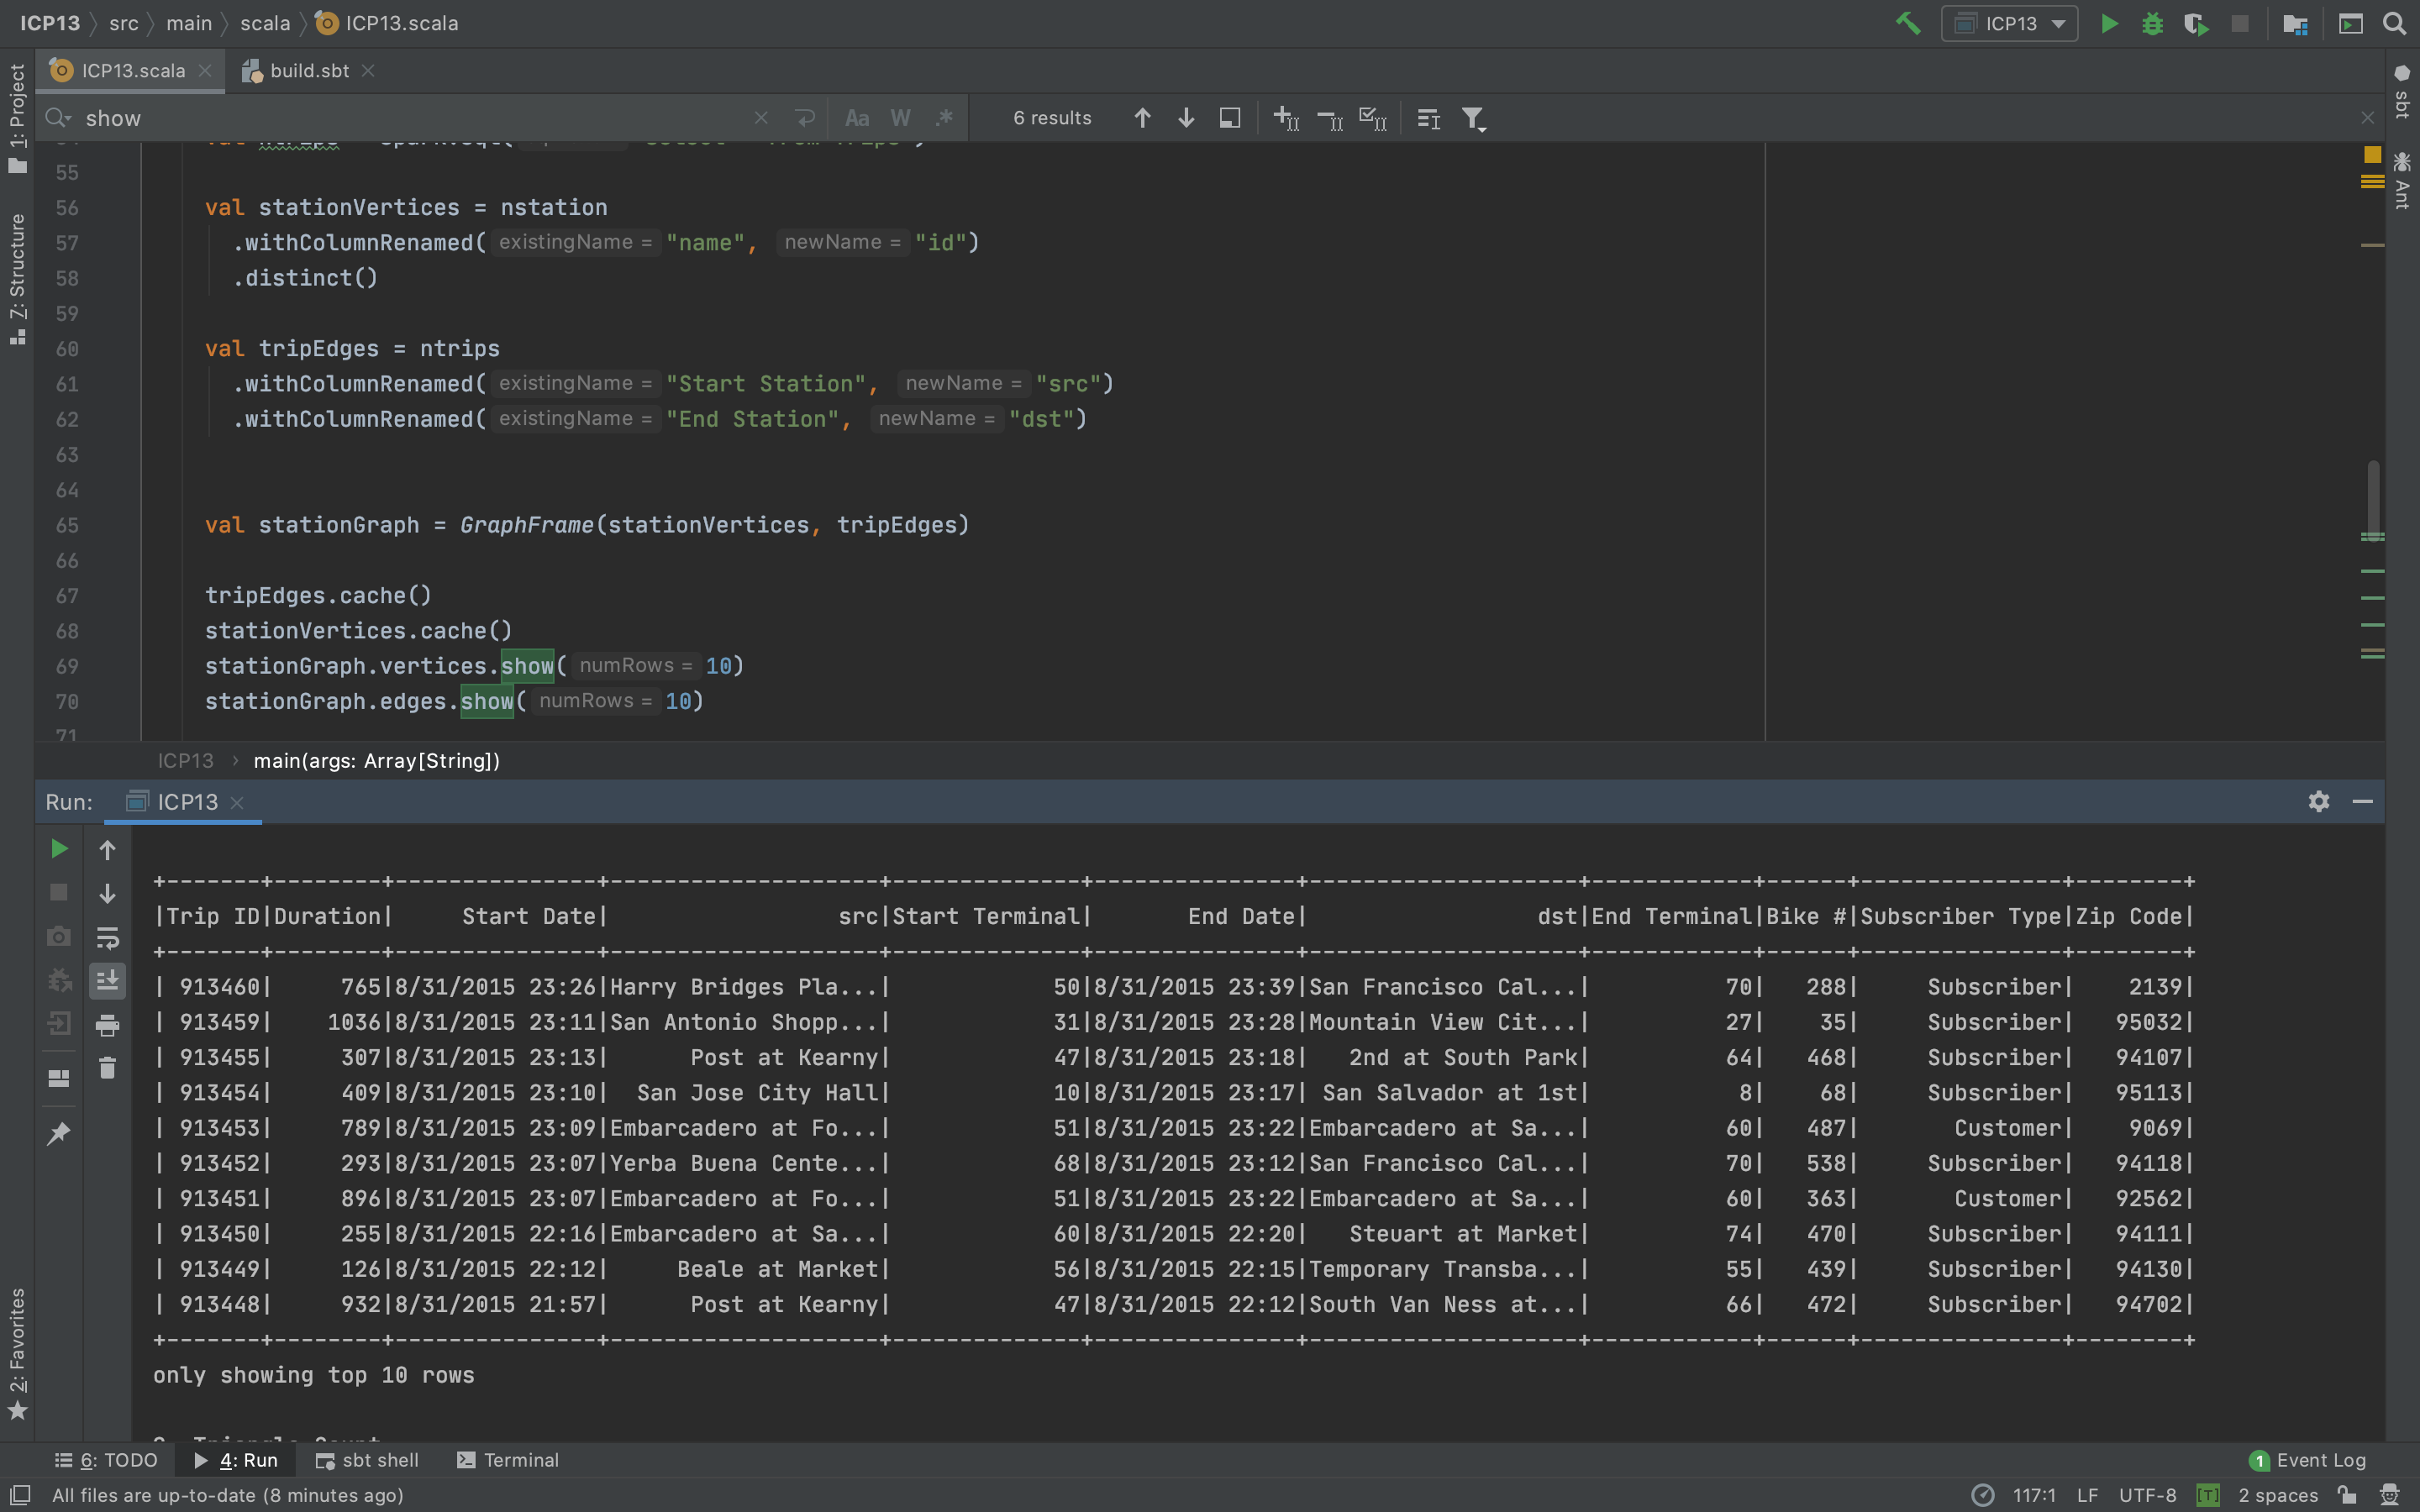 ICP13 src main scala ICP13.scala ICP13
ICP13.scala build.sbt
show Aa W .* 6 results
55
56 val stationVertices = nstation
57 .withColumnRenamed( existingName = "name", newName = "id")
58 .distinct()
59
60 val tripEdges = ntrips
61 .withColumnRenamed( existingName = "Start Station", newName = "src")
62 .withColumnRenamed( existingName = "End Station", newName = "dst")
63
64
65 val stationGraph = GraphFrame(stationVertices, tripEdges)
66
67 tripEdges.cache()
68 stationVertices.cache()
69 stationGraph.vertices.show( numRows = 10)
70 stationGraph.edges.show( numRows = 10)
71
ICP13 › main(args: Array[String])
Run: ICP13
+-------+--------+---------------+--------------------+--------------+---------------+--------------------+------------+------+---------------+--------+
|Trip ID|Duration|     Start Date|                 src|Start Terminal|       End Date|                 dst|End Terminal|Bike #|Subscriber Type|Zip Code|
+-------+--------+---------------+--------------------+--------------+---------------+--------------------+------------+------+---------------+--------+
| 913460|     765|8/31/2015 23:26|Harry Bridges Pla...|            50|8/31/2015 23:39|San Francisco Cal...|          70|   288|     Subscriber|    2139|
| 913459|    1036|8/31/2015 23:11|San Antonio Shopp...|            31|8/31/2015 23:28|Mountain View Cit...|          27|    35|     Subscriber|   95032|
| 913455|     307|8/31/2015 23:13|      Post at Kearny|            47|8/31/2015 23:18|   2nd at South Park|          64|   468|     Subscriber|   94107|
| 913454|     409|8/31/2015 23:10|  San Jose City Hall|            10|8/31/2015 23:17| San Salvador at 1st|           8|    68|     Subscriber|   95113|
| 913453|     789|8/31/2015 23:09|Embarcadero at Fo...|            51|8/31/2015 23:22|Embarcadero at Sa...|          60|   487|       Customer|    9069|
| 913452|     293|8/31/2015 23:07|Yerba Buena Cente...|            68|8/31/2015 23:12|San Francisco Cal...|          70|   538|     Subscriber|   94118|
| 913451|     896|8/31/2015 23:07|Embarcadero at Fo...|            51|8/31/2015 23:22|Embarcadero at Sa...|          60|   363|       Customer|   92562|
| 913450|     255|8/31/2015 22:16|Embarcadero at Sa...|            60|8/31/2015 22:20|   Steuart at Market|          74|   470|     Subscriber|   94111|
| 913449|     126|8/31/2015 22:12|     Beale at Market|            56|8/31/2015 22:15|Temporary Transba...|          55|   439|     Subscriber|   94130|
| 913448|     932|8/31/2015 21:57|      Post at Kearny|            47|8/31/2015 22:12|South Van Ness at...|          66|   472|     Subscriber|   94702|
+-------+--------+---------------+--------------------+--------------+---------------+--------------------+------------+------+---------------+--------+
only showing top 10 rows
1: Project
7: Structure
2: Favorites
sbt
Ant
6: TODO 4: Run sbt shell Terminal 1 Event Log
All files are up-to-date (8 minutes ago) 117:1 LF UTF-8 [T] 2 spaces